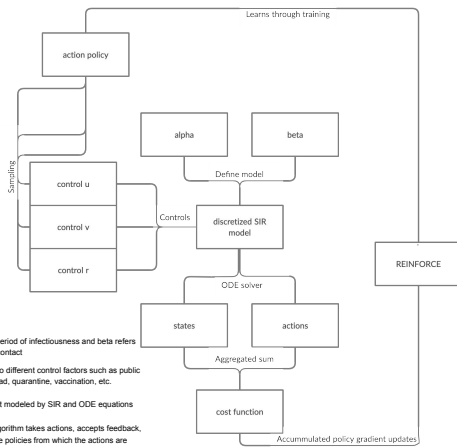 Learns through training
action policy
alpha
beta
Sampling
Define model
control u
control v
Controls
discretized SIR
model
control r
REINFORCE
ODE solver
states
actions
eriod of infectiousness and beta refers
ontact
Aggregated sum
o different control factors such as public
ad, quarantine, vaccination, etc.
cost function
t modeled by SIR and ODE equations
gorithm takes actions, accepts feedback,
e policies from which the actions are
Accummulated policy gradient updates